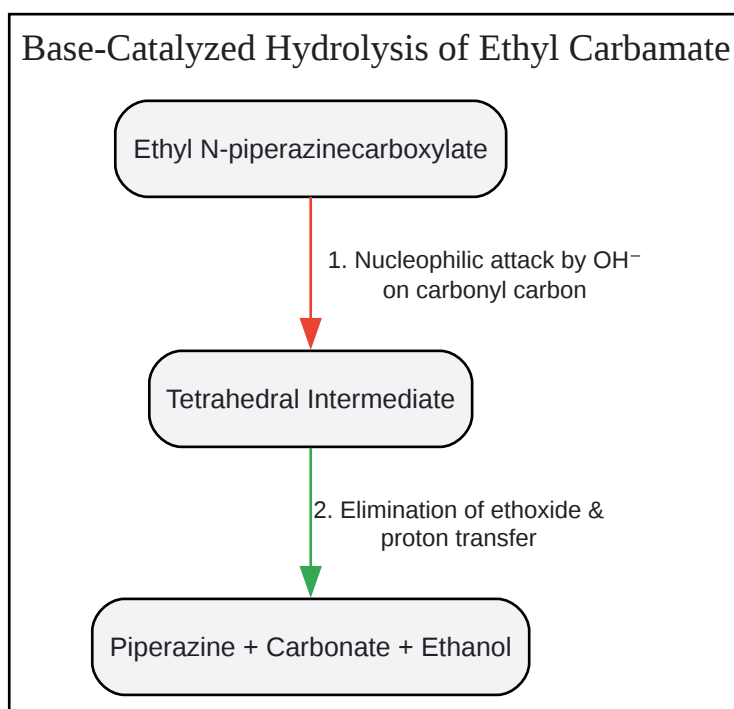 Base-Catalyzed Hydrolysis of Ethyl Carbamate
Ethyl N-piperazinecarboxylate
1. Nucleophilic attack by OH⁻
on carbonyl carbon
Tetrahedral Intermediate
2. Elimination of ethoxide &
proton transfer
Piperazine + Carbonate + Ethanol